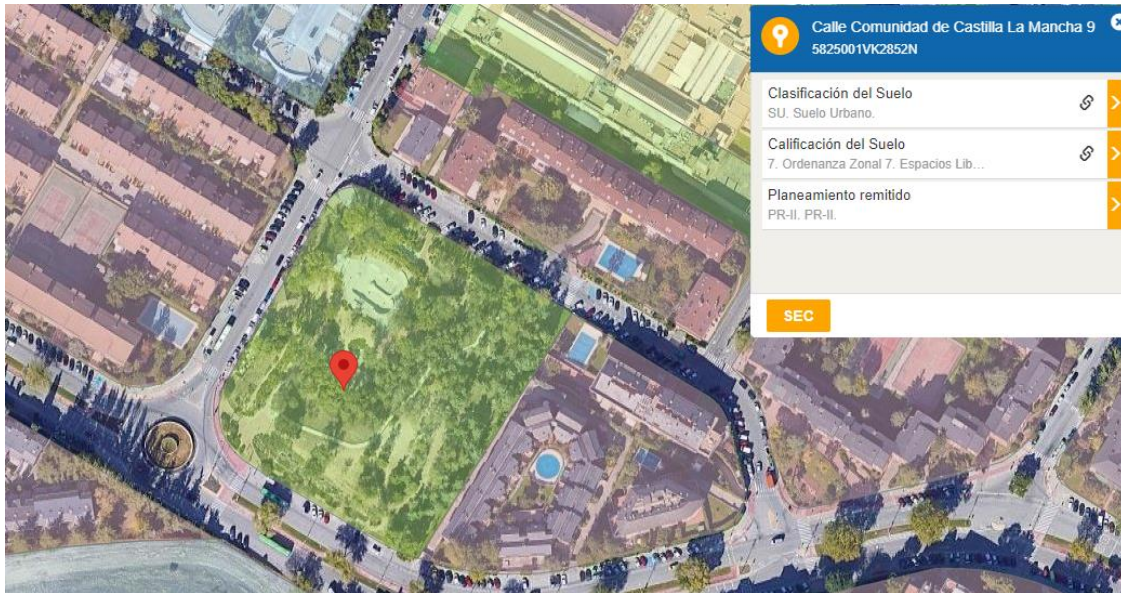 Calle Comunidad de Castilla La Mancha 9
5825001VK2852N
Clasificación del Suelo
SU. Suelo Urbano.
Calificación del Suelo
7. Ordenanza Zonal 7. Espacios Lib...
Planeamiento remitido
PR-II. PR-II.
SEC